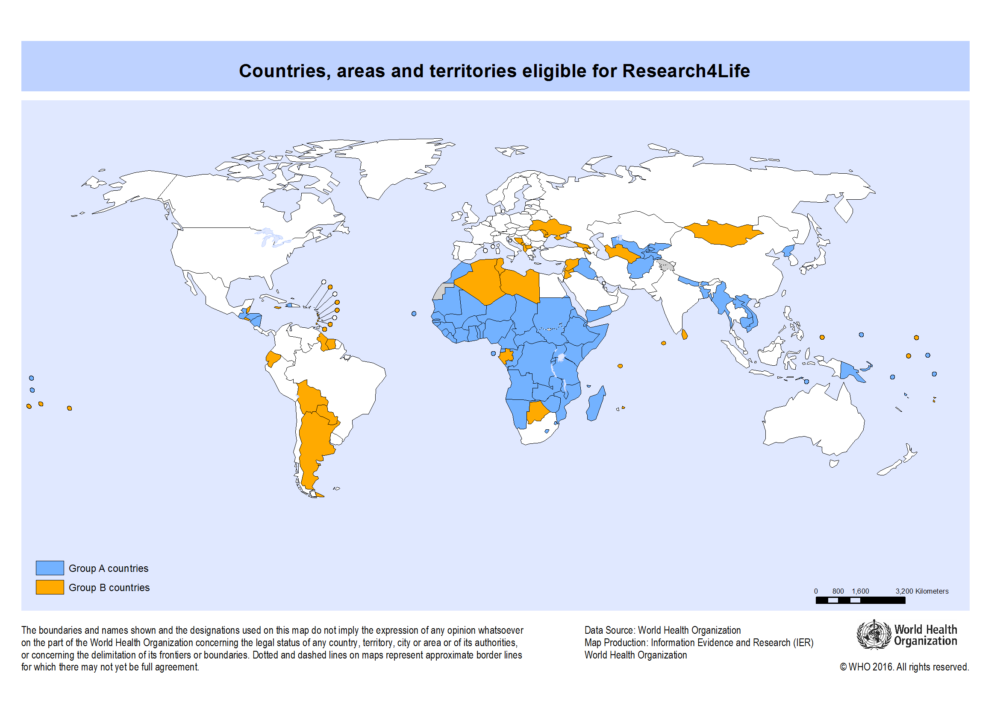 Countries, areas and territories eligible for Research4Life
Group A countries
Group B countries
0 800 1,600 3,200 Kilometers
The boundaries and names shown and the designations used on this map do not imply the expression of any opinion whatsoever
on the part of the World Health Organization concerning the legal status of any country, territory, city or area or of its authorities,
or concerning the delimitation of its frontiers or boundaries. Dotted and dashed lines on maps represent approximate border lines
for which there may not yet be full agreement.
Data Source: World Health Organization
Map Production: Information Evidence and Research (IER)
World Health Organization
World Health
Organization
© WHO 2016. All rights reserved.